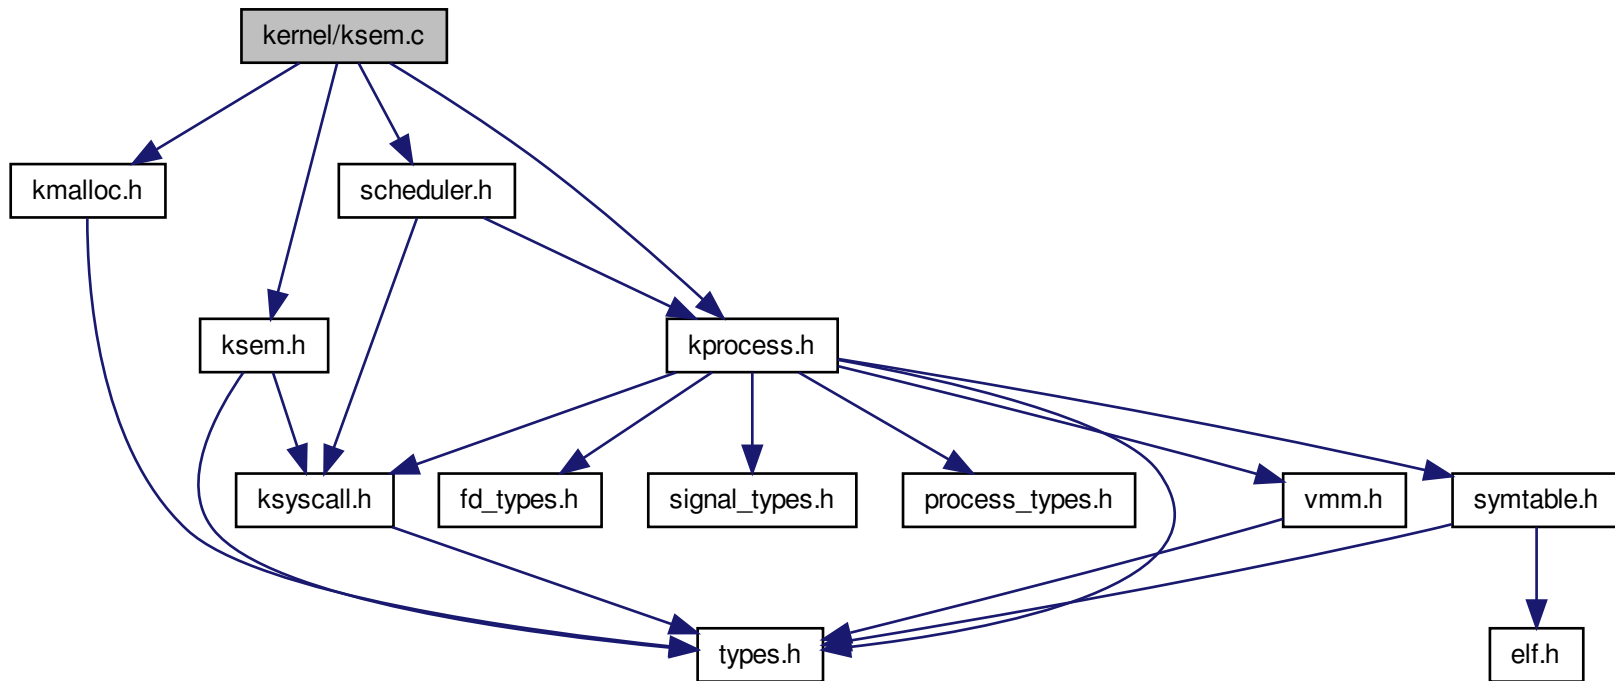 kernel/ksem.c
kmalloc.h
scheduler.h
ksem.h
kprocess.h
ksyscall.h
fd_types.h
signal_types.h
process_types.h
vmm.h
symtable.h
types.h
elf.h